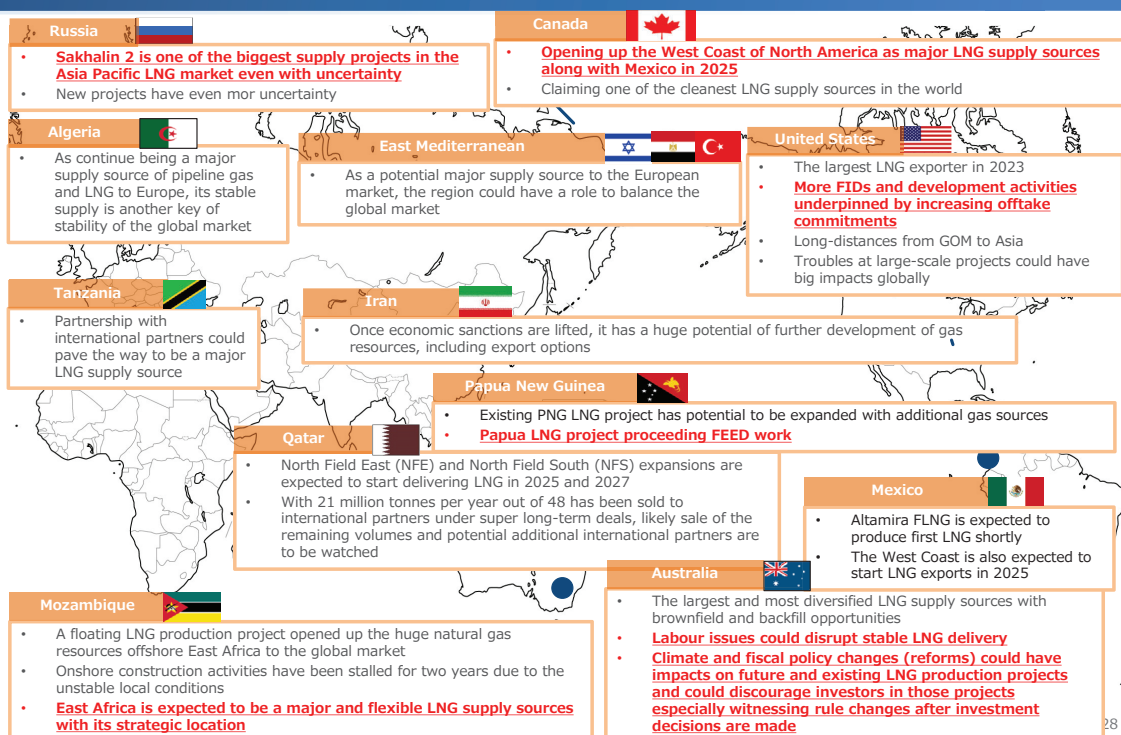 Russia
• Sakhalin 2 is one of the biggest supply projects in the
Asia Pacific LNG market even with uncertainty
• New projects have even mor uncertainty
Canada
• Opening up the West Coast of North America as major LNG supply sources
along with Mexico in 2025
• Claiming one of the cleanest LNG supply sources in the world
Algeria
• As continue being a major
supply source of pipeline gas
and LNG to Europe, its stable
supply is another key of
stability of the global market
East Mediterranean
• As a potential major supply source to the European
market, the region could have a role to balance the
global market
United States
• The largest LNG exporter in 2023
• More FIDs and development activities
underpinned by increasing offtake
commitments
• Long-distances from GOM to Asia
• Troubles at large-scale projects could have
big impacts globally
Tanzania
• Partnership with
international partners could
pave the way to be a major
LNG supply source
Iran
• Once economic sanctions are lifted, it has a huge potential of further development of gas
resources, including export options
Papua New Guinea
• Existing PNG LNG project has potential to be expanded with additional gas sources
• Papua LNG project proceeding FEED work
Qatar
• North Field East (NFE) and North Field South (NFS) expansions are
expected to start delivering LNG in 2025 and 2027
• With 21 million tonnes per year out of 48 has been sold to
international partners under super long-term deals, likely sale of the
remaining volumes and potential additional international partners are
to be watched
Mexico
• Altamira FLNG is expected to
produce first LNG shortly
• The West Coast is also expected to
start LNG exports in 2025
Australia
• The largest and most diversified LNG supply sources with
brownfield and backfill opportunities
• Labour issues could disrupt stable LNG delivery
• Climate and fiscal policy changes (reforms) could have
impacts on future and existing LNG production projects
and could discourage investors in those projects
especially witnessing rule changes after investment
decisions are made
Mozambique
• A floating LNG production project opened up the huge natural gas
resources offshore East Africa to the global market
• Onshore construction activities have been stalled for two years due to the
unstable local conditions
• East Africa is expected to be a major and flexible LNG supply sources
with its strategic location
28